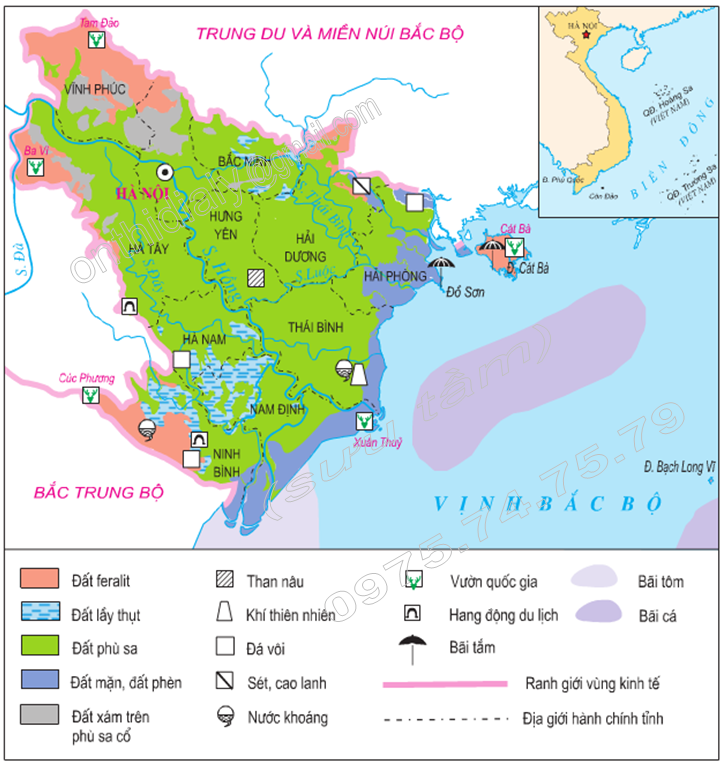 TRUNG DU VÀ MIỀN NÚI BẮC BỘ
Tam Đảo
VĨNH PHÚC
Ba Vì
BẮC NINH
HÀ NỘI
HƯNG
YÊN
HÀ TÂY
HẢI
DƯƠNG
S. Thái Bình
S. Đà
S. Đáy
S. Hồng
S. Luộc
HẢI PHÒNG
Cát Bà
Đ. Cát Bà
Đồ Sơn
THÁI BÌNH
HÀ NAM
Cúc Phương
NAM ĐỊNH
Xuân Thuỷ
NINH
BÌNH
BẮC TRUNG BỘ
Đ. Bạch Long Vĩ
VỊNH BẮC BỘ
HÀ NỘI
QĐ. Hoàng Sa
(VIỆT NAM)
BIỂN ĐÔNG
Đ. Phú Quốc
Côn Đảo
QĐ. Trường Sa
(VIỆT NAM)
(sưu tầm)
0975.74.75.79
Đất feralit
Than nâu
Vườn quốc gia
Bãi tôm
Đất lầy thụt
Khí thiên nhiên
Hang động du lịch
Bãi cá
Đất phù sa
Đá vôi
Bãi tắm
Đất mặn, đất phèn
Sét, cao lanh
Ranh giới vùng kinh tế
Đất xám trên
phù sa cổ
Nước khoáng
Địa giới hành chính tỉnh